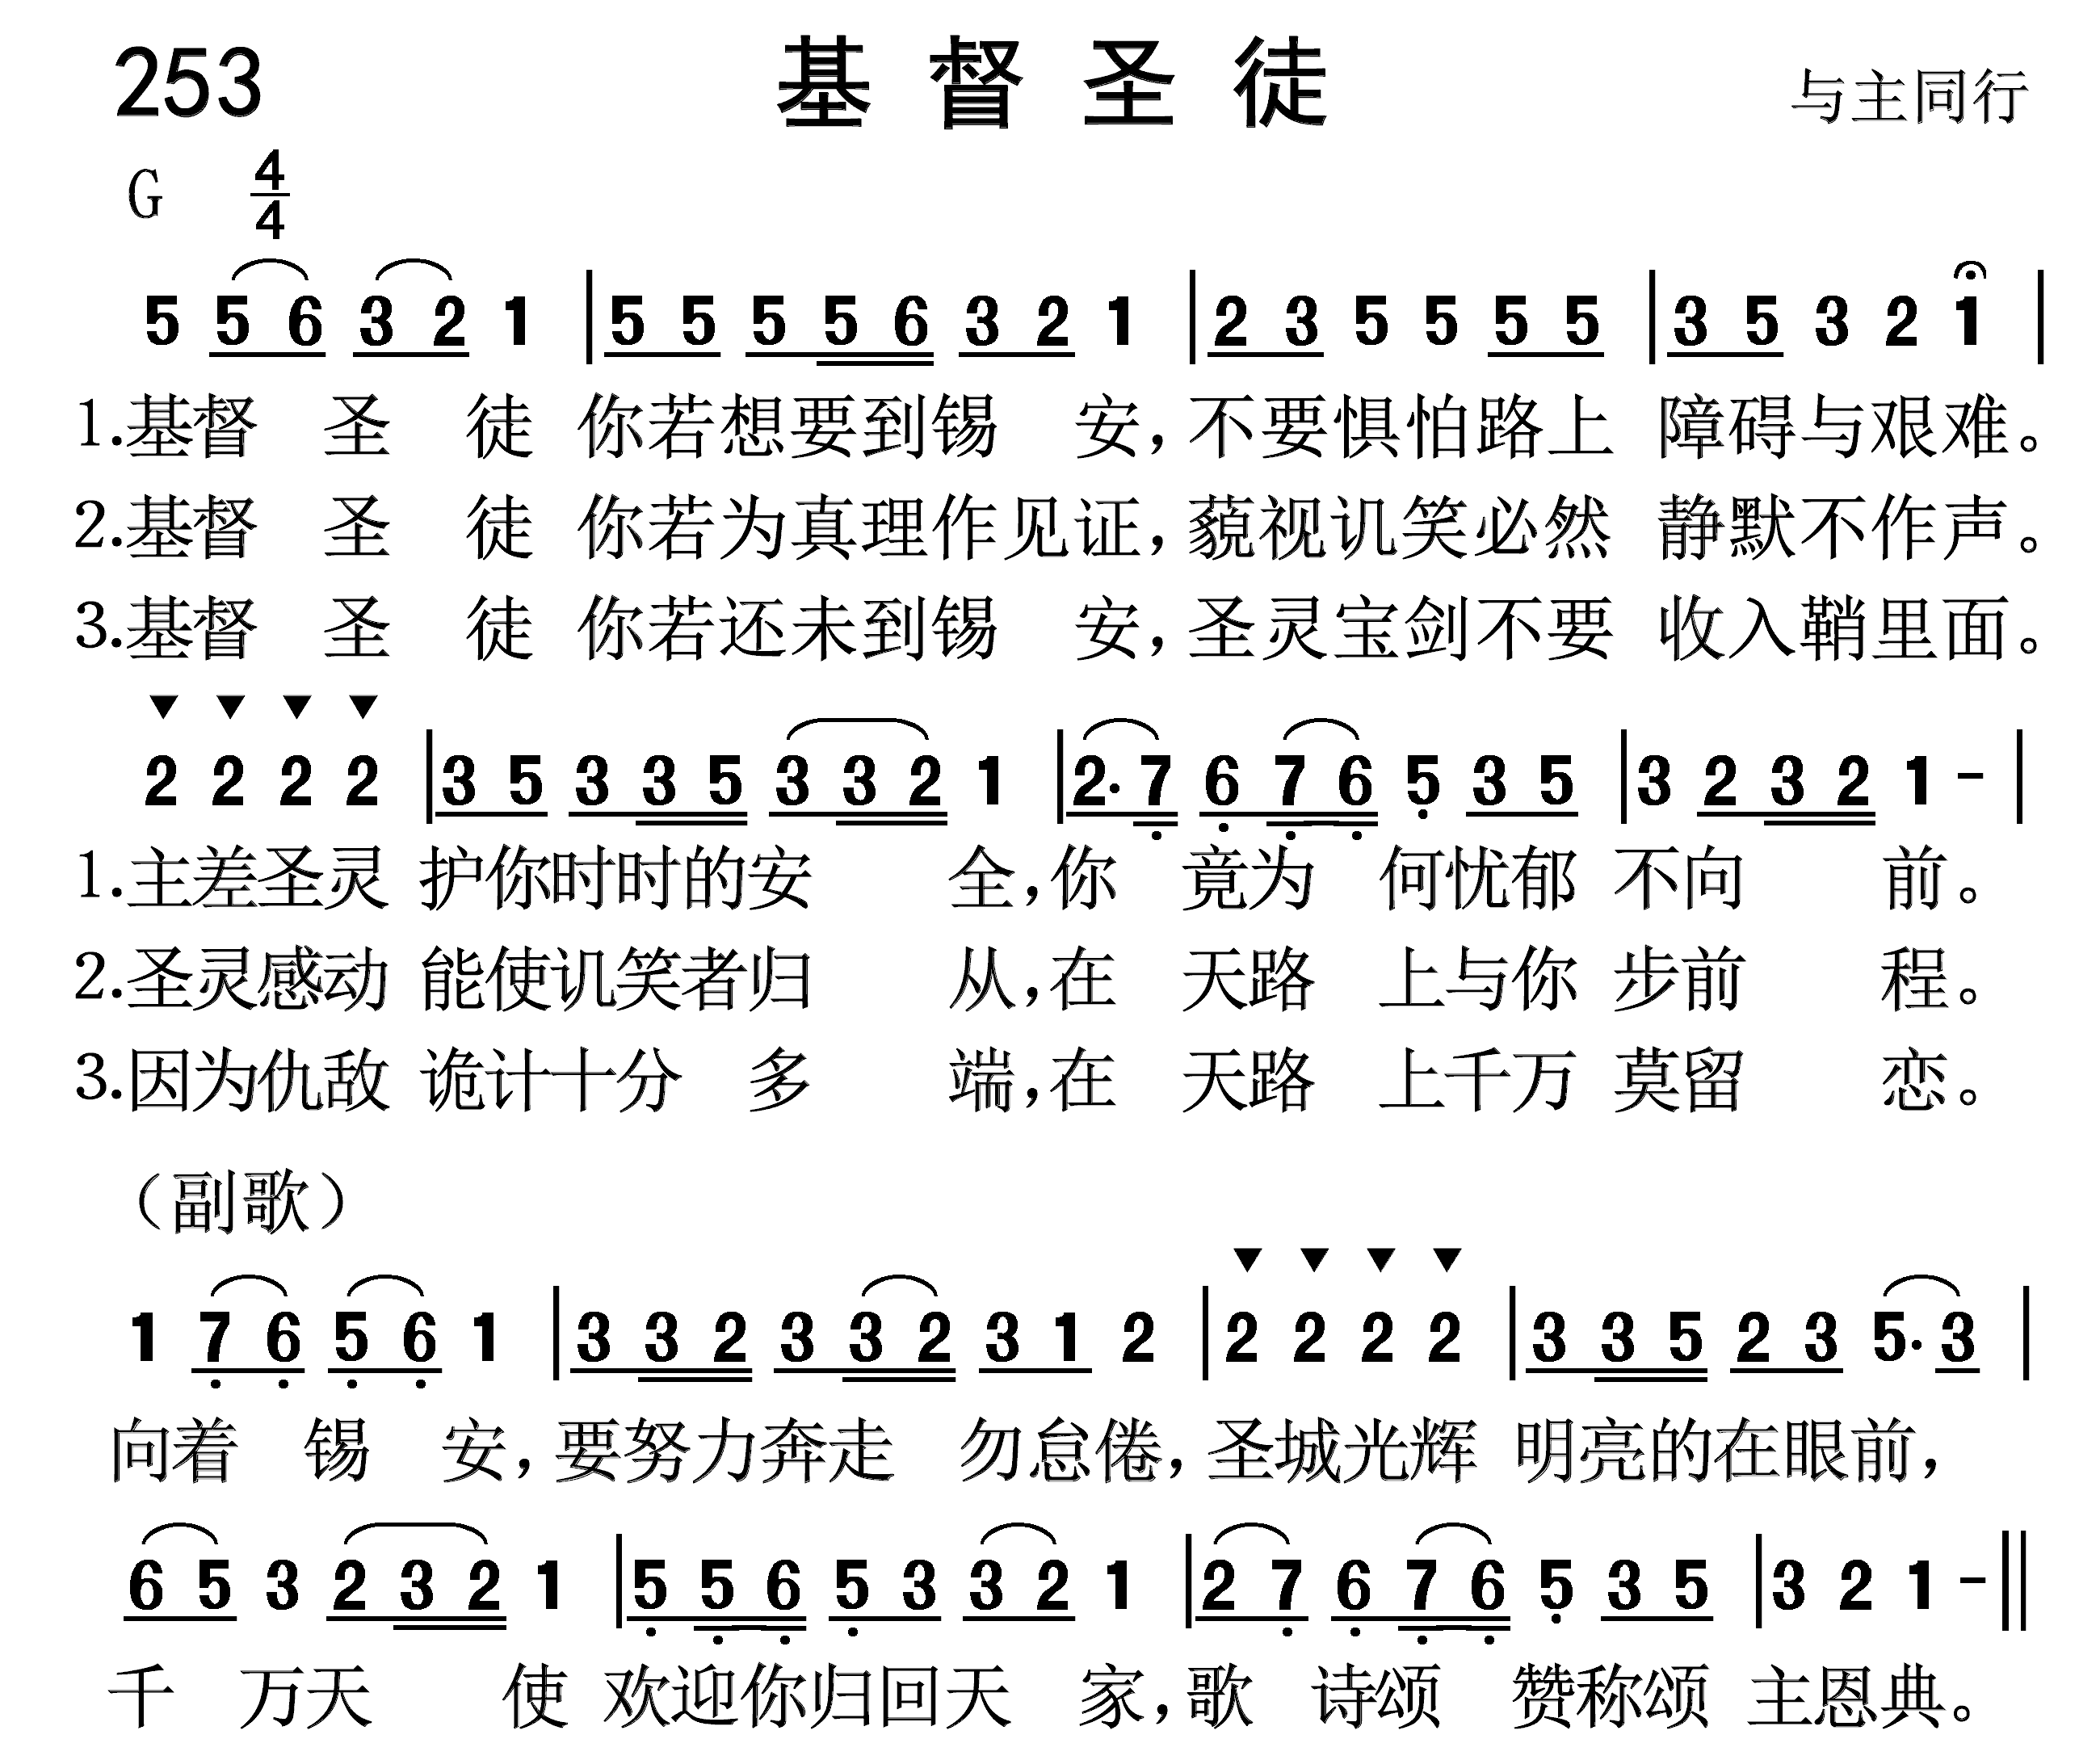 253 基督圣徒 与主同行
G 4/4
5 5 6 3 2 1 | 5 5 5 5 6 3 2 1 | 2 3 5 5 5 5 | 3 5 3 2 1 |
1.基督圣徒 你若想要到锡安，不要惧怕路上 障碍与艰难。
2.基督圣徒 你若为真理作见证，藐视讥笑必然 静默不作声。
3.基督圣徒 你若还未到锡安，圣灵宝剑不要 收入鞘里面。
2 2 2 2 | 3 5 3 3 5 3 3 2 1 | 2· 7 6 7 6 5 3 5 | 3 2 3 2 1 - |
1.主差圣灵 护你时时的安全，你竟为何忧郁 不向前。
2.圣灵感动 能使讥笑者归从，在天路上与你 步前程。
3.因为仇敌 诡计十分多端，在天路上千万 莫留恋。
（副歌）
1 7 6 5 6 1 | 3 3 2 3 3 2 3 1 2 | 2 2 2 2 | 3 3 5 2 3 5· 3 |
向着锡安，要努力奔走勿怠倦，圣城光辉 明亮的在眼前，
6 5 3 2 3 2 1 | 5 5 6 5 3 3 2 1 | 2 7 6 7 6 5 3 5 | 3 2 1 - ||
千万天使 欢迎你归回天家，歌诗颂赞称颂 主恩典。